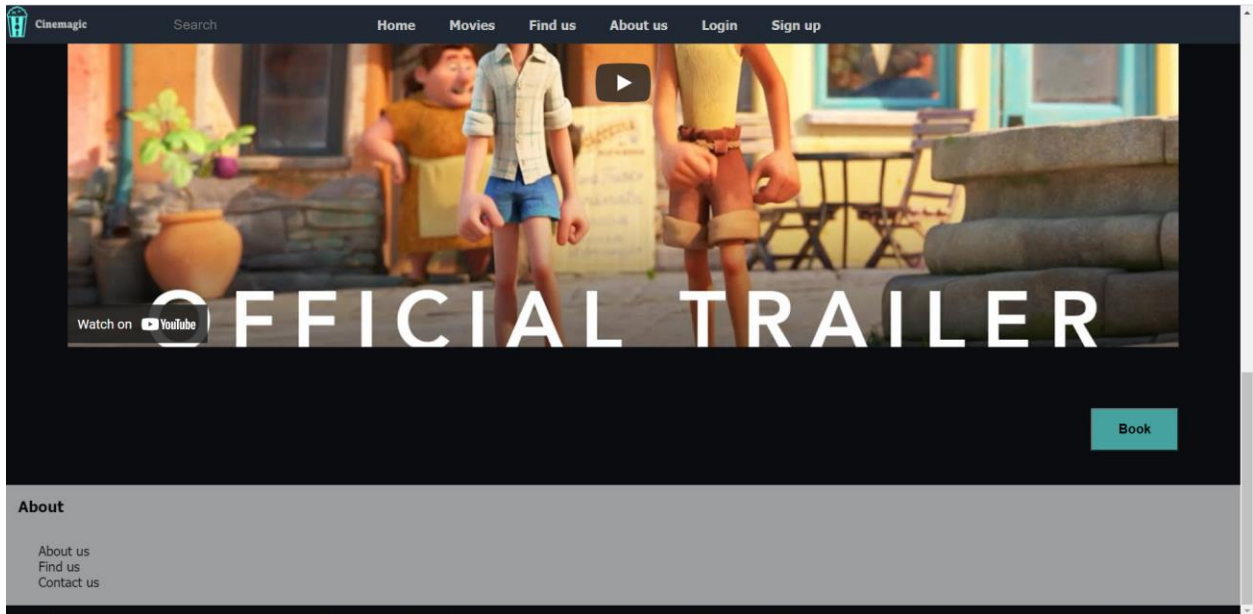 Cinemagic
Search
Home Movies Find us About us Login Sign up
OFFICIAL TRAILER
Watch on YouTube
Book
About
About us
Find us
Contact us